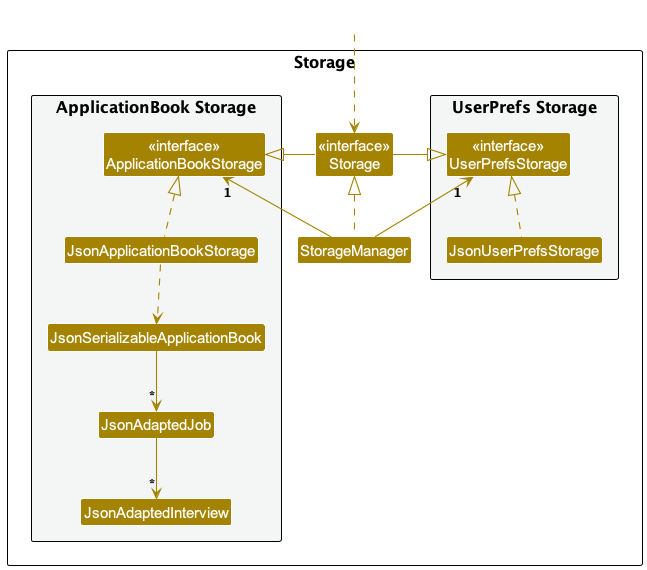 Storage
ApplicationBook Storage
UserPrefs Storage
«interface»
ApplicationBookStorage
«interface»
Storage
«interface»
UserPrefsStorage
1
1
JsonApplicationBookStorage
StorageManager
JsonUserPrefsStorage
JsonSerializableApplicationBook
*
JsonAdaptedJob
*
JsonAdaptedInterview